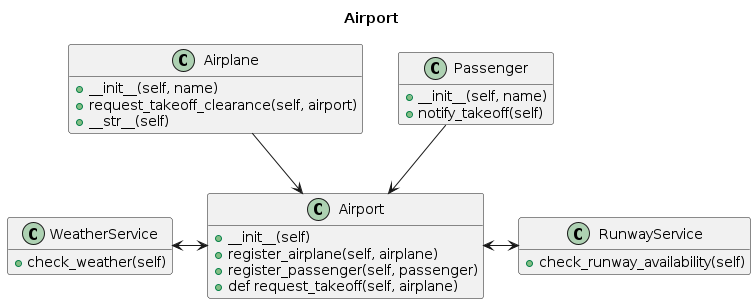 Airport
C Airplane
+ __init__(self, name)
+ request_takeoff_clearance(self, airport)
+ __str__(self)
C Passenger
+ __init__(self, name)
+ notify_takeoff(self)
C WeatherService
+ check_weather(self)
C Airport
+ __init__(self)
+ register_airplane(self, airplane)
+ register_passenger(self, passenger)
+ def request_takeoff(self, airplane)
C RunwayService
+ check_runway_availability(self)